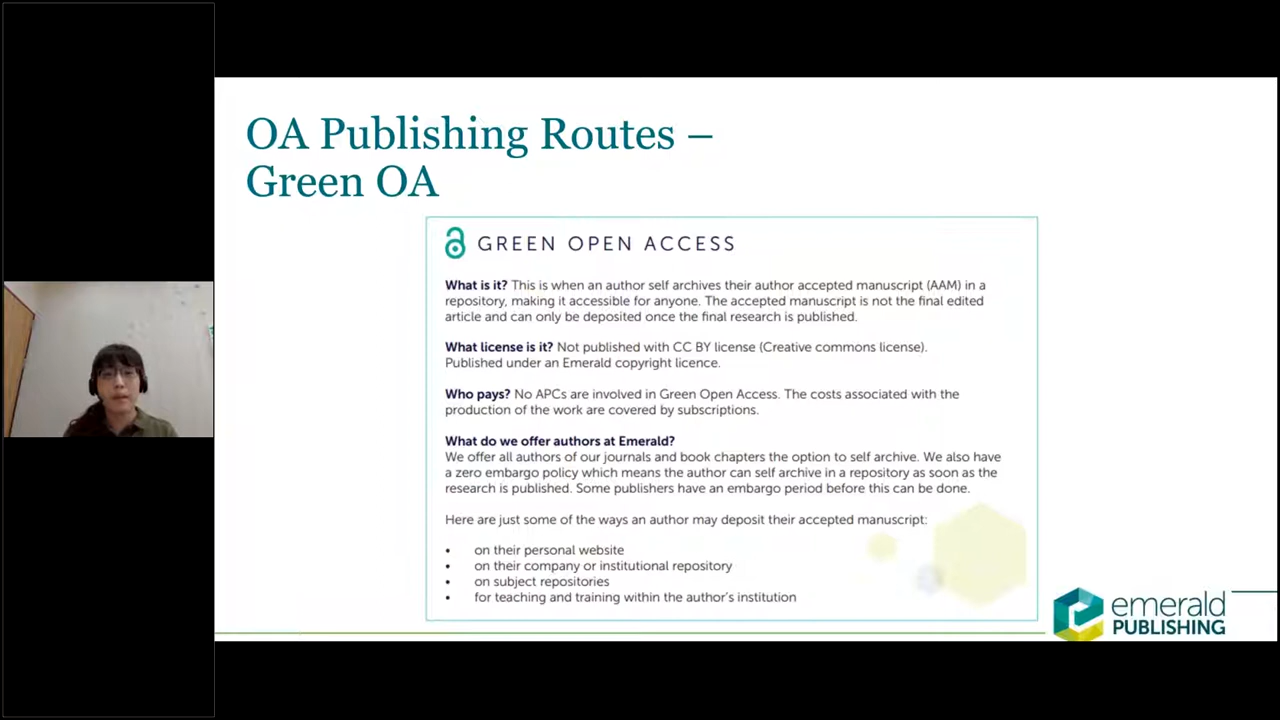 OA Publishing Routes –
Green OA
GREEN OPEN ACCESS
What is it? This is when an author self archives their author accepted manuscript (AAM) in a
repository, making it accessible for anyone. The accepted manuscript is not the final edited
article and can only be deposited once the final research is published.
What license is it? Not published with CC BY license (Creative commons license).
Published under an Emerald copyright licence.
Who pays? No APCs are involved in Green Open Access. The costs associated with the
production of the work are covered by subscriptions.
What do we offer authors at Emerald?
We offer all authors of our journals and book chapters the option to self archive. We also have
a zero embargo policy which means the author can self archive in a repository as soon as the
research is published. Some publishers have an embargo period before this can be done.
Here are just some of the ways an author may deposit their accepted manuscript:
• on their personal website
• on their company or institutional repository
• on subject repositories
• for teaching and training within the author's institution
emerald
PUBLISHING